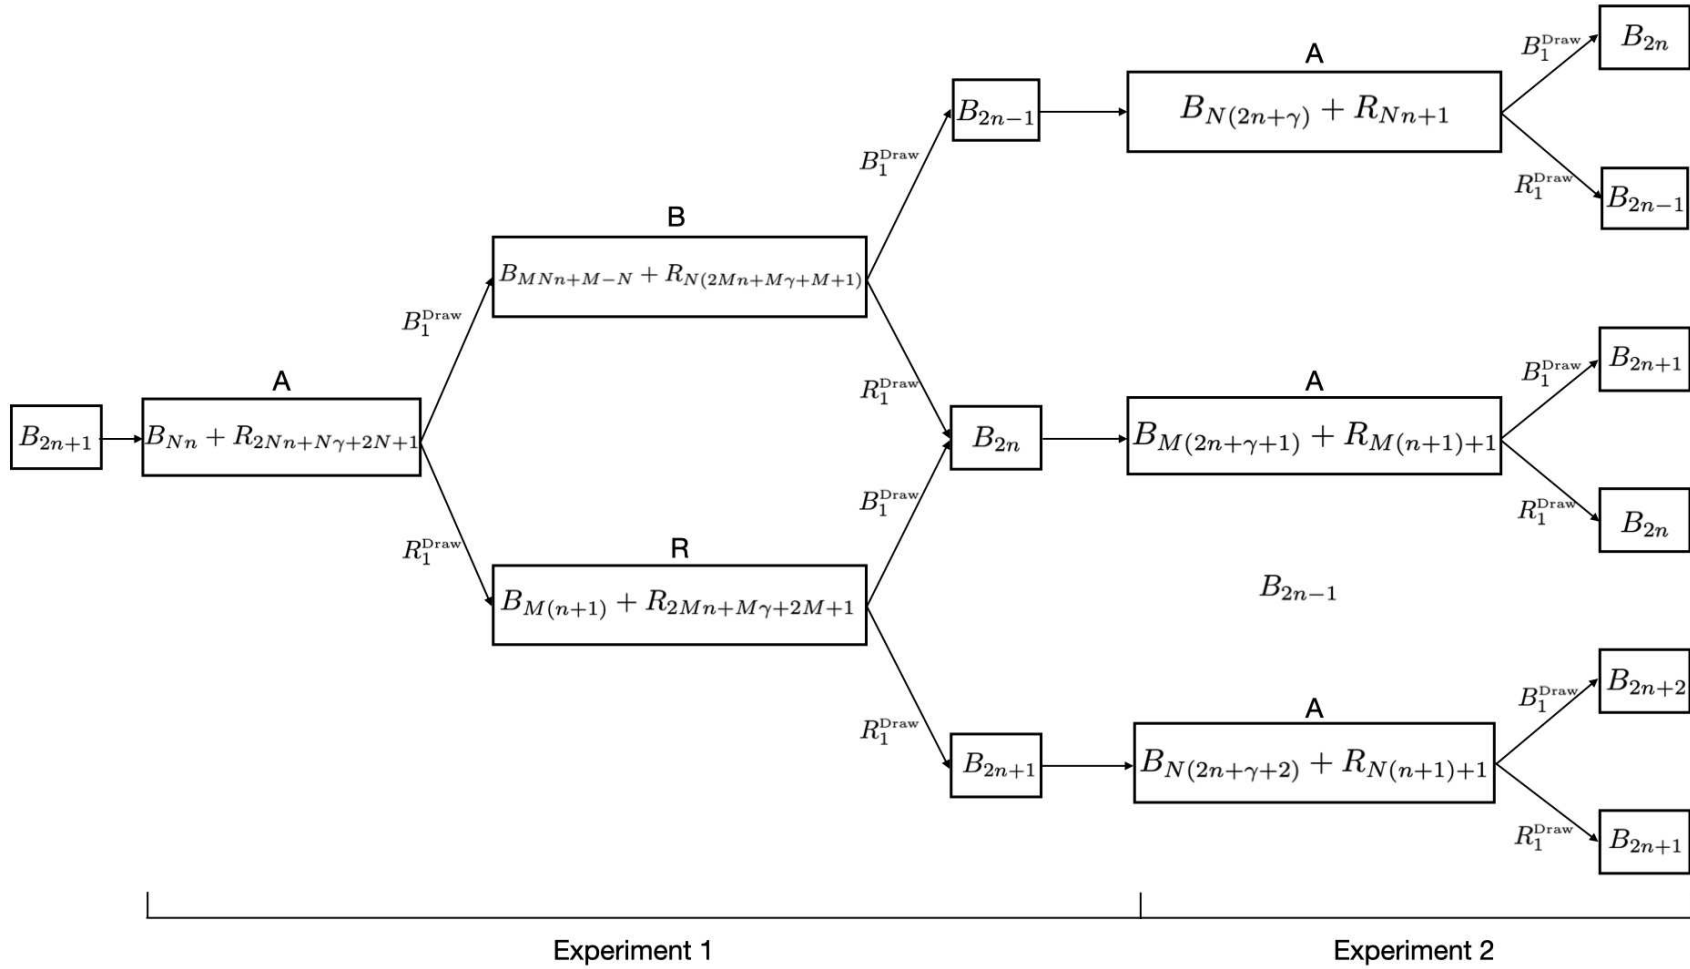 B_1^{Draw}
B_{2n}
A
B_{2n-1}
B_{N(2n+γ)} + R_{Nn+1}
B_1^{Draw}
R_1^{Draw}
B_{2n-1}
B
B_{MNn+M-N} + R_{N(2Mn+Mγ+M+1)}
B_1^{Draw}
B_{2n+1}
B_1^{Draw}
A
R_1^{Draw}
A
B_{2n+1}
B_{Nn} + R_{2Nn+Nγ+2N+1}
B_{2n}
B_{M(2n+γ+1)} + R_{M(n+1)+1}
B_1^{Draw}
R_1^{Draw}
B_{2n}
R_1^{Draw}
R
B_{2n-1}
B_{M(n+1)} + R_{2Mn+Mγ+2M+1}
B_1^{Draw}
B_{2n+2}
A
R_1^{Draw}
B_{2n+1}
B_{N(2n+γ+2)} + R_{N(n+1)+1}
R_1^{Draw}
B_{2n+1}
Experiment 1
Experiment 2